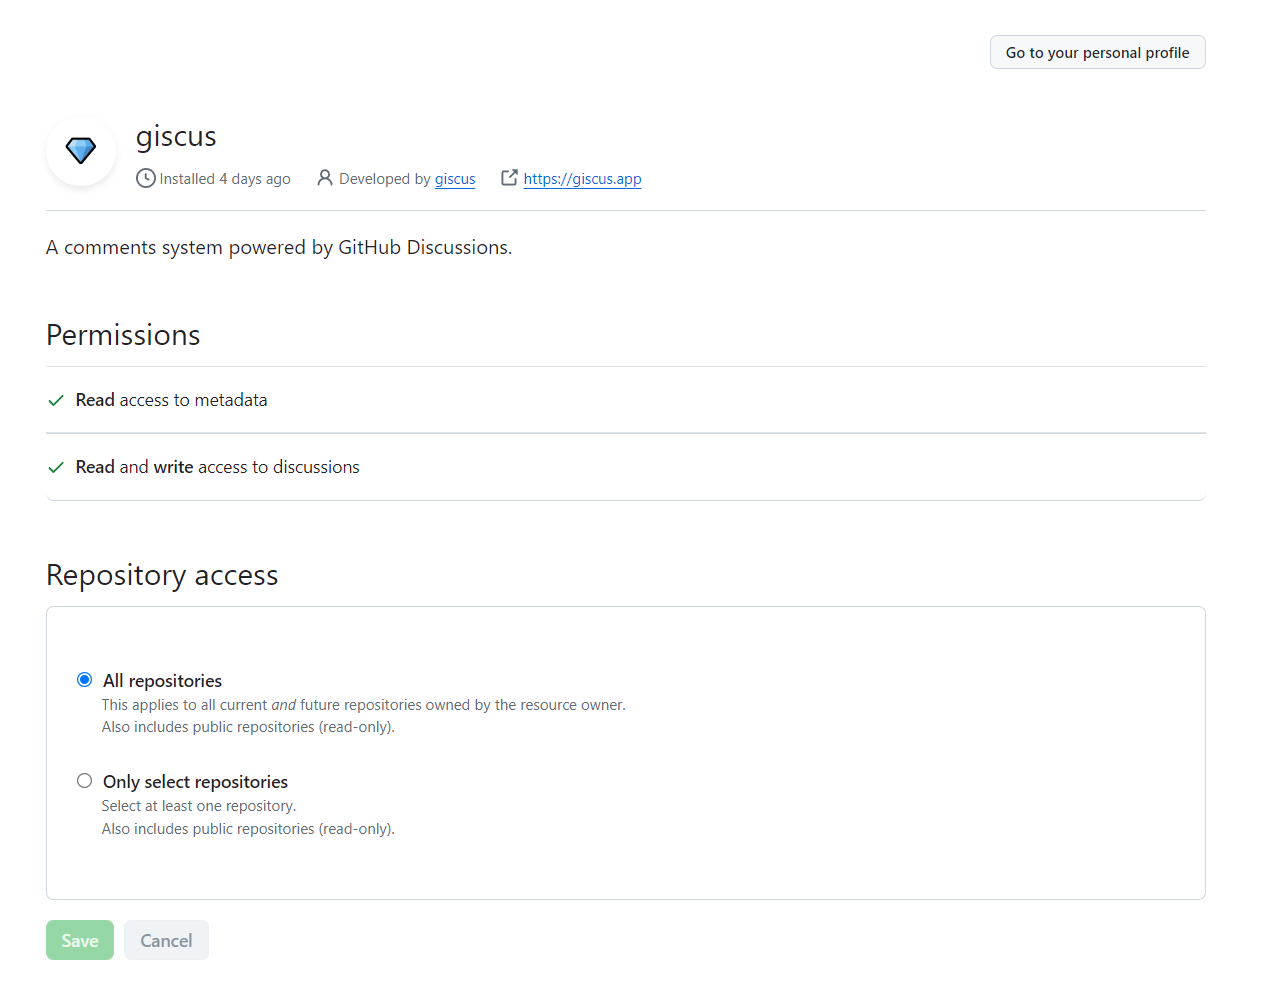 Go to your personal profile
giscus
Installed 4 days ago Developed by giscus https://giscus.app
A comments system powered by GitHub Discussions.
Permissions
Read access to metadata
Read and write access to discussions
Repository access
All repositories
This applies to all current and future repositories owned by the resource owner.
Also includes public repositories (read-only).
Only select repositories
Select at least one repository.
Also includes public repositories (read-only).
Save Cancel